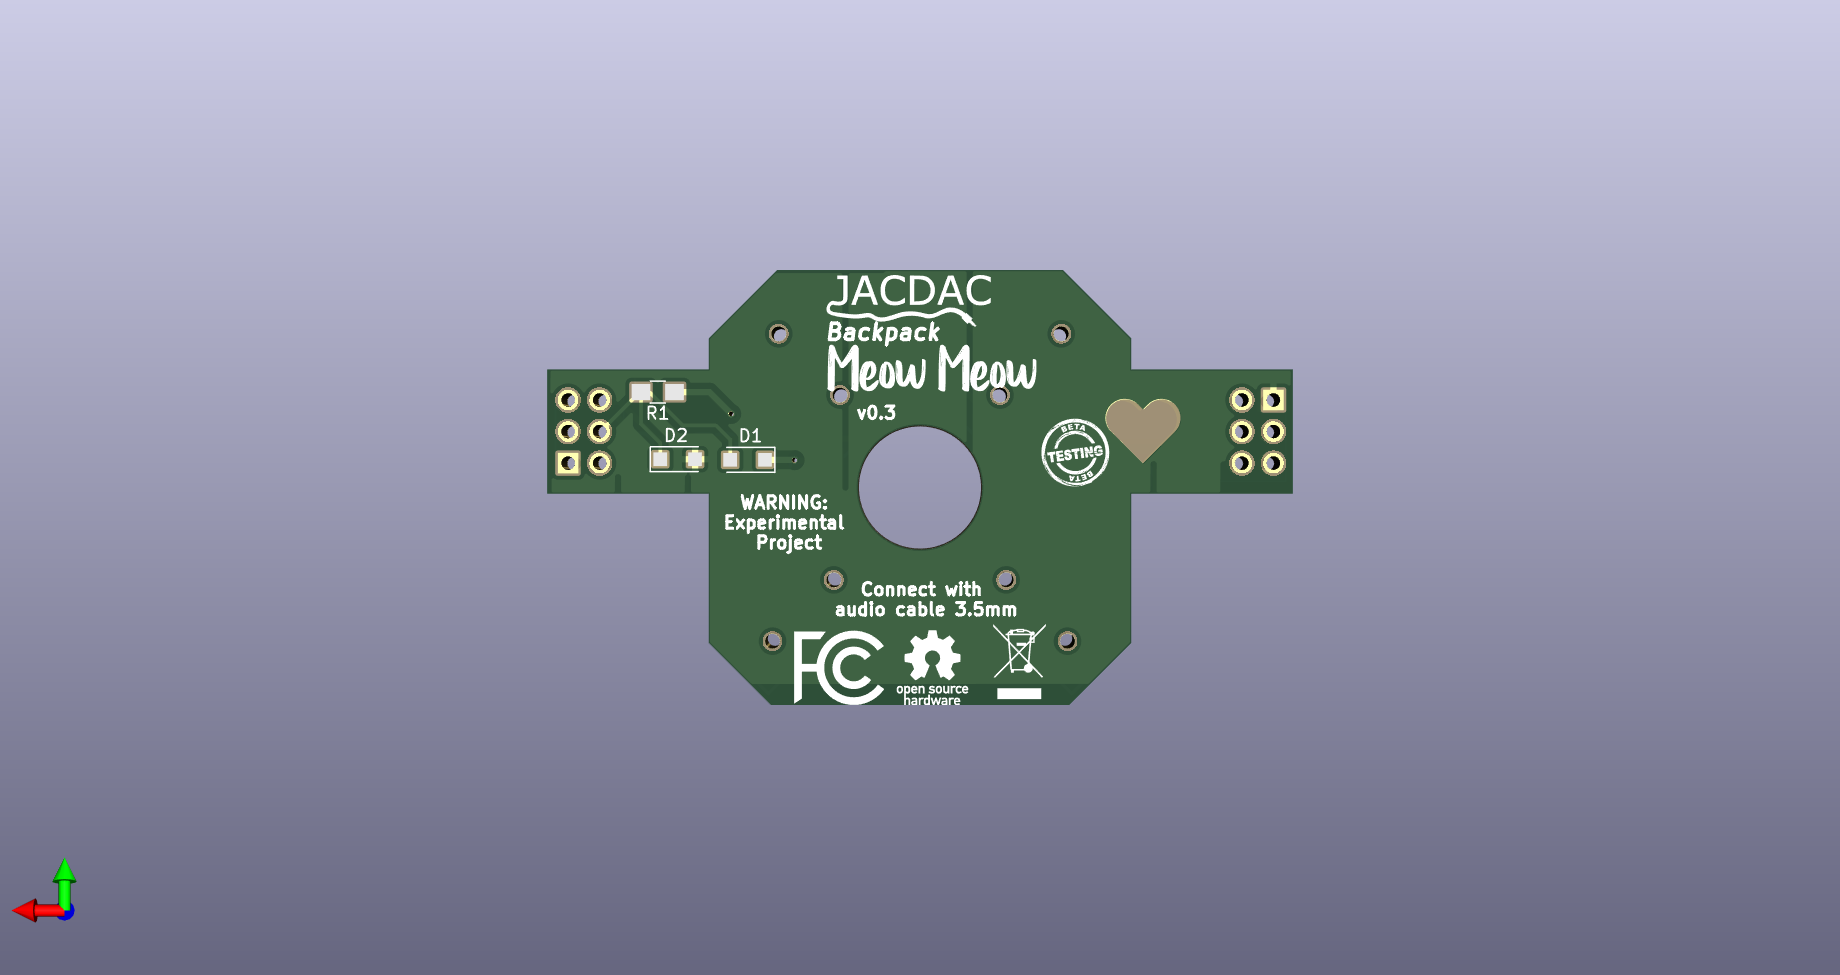 JACDAC
Backpack
Meow Meow
v0.3
R1
D2
D1
BETA
TESTING
BETA
WARNING:
Experimental
Project
Connect with
audio cable 3.5mm
FC
open source
hardware